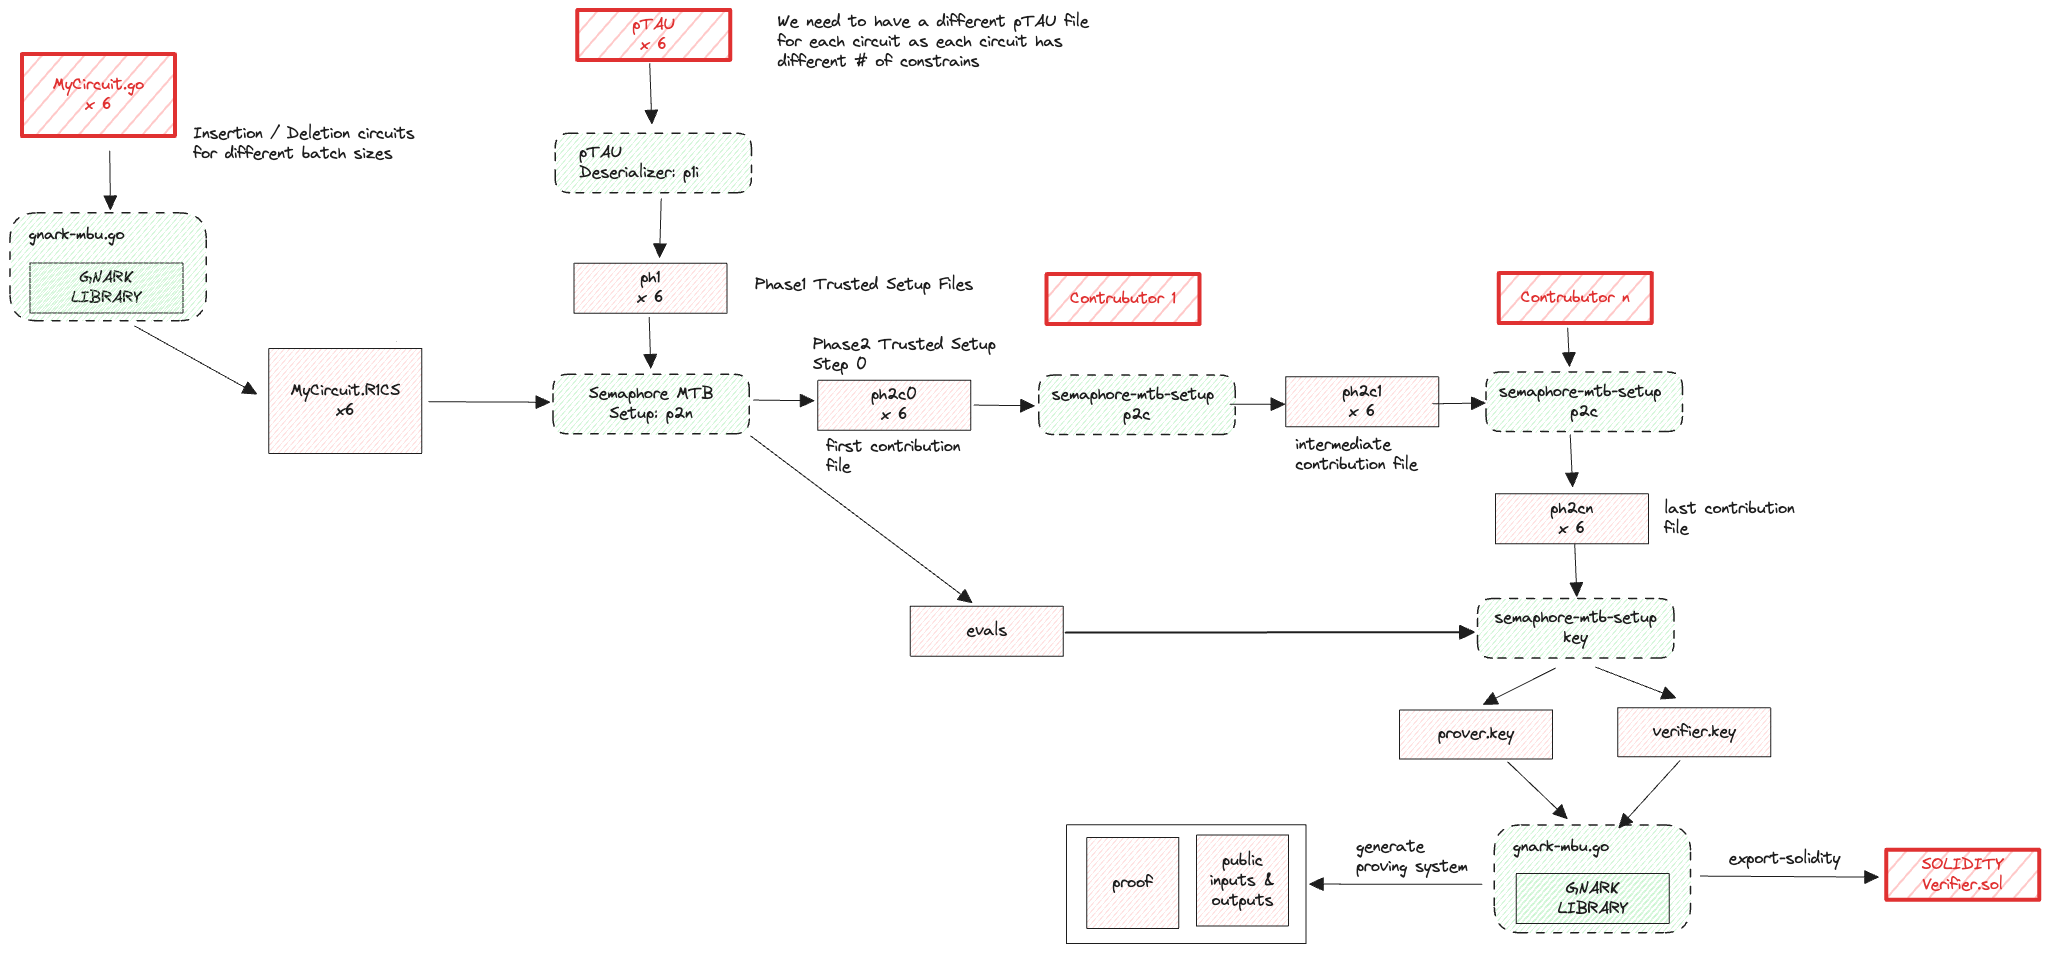 pTAU
x 6
We need to have a different pTAU file
for each circuit as each circuit has
different # of constrains
MyCircuit.go
x 6
Insertion / Deletion circuits
for different batch sizes
pTAU
Deserializer: p1i
gnark-mbu.go
GNARK
LIBRARY
ph1
x 6
Phase1 Trusted Setup Files
Contrubutor 1
Contrubutor n
MyCircuit.R1CS
x6
Semaphore MTB
Setup: p2n
Phase2 Trusted Setup
Step 0
ph2c0
x 6
first contribution
file
semaphore-mtb-setup
p2c
ph2c1
x 6
intermediate
contribution file
semaphore-mtb-setup
p2c
ph2cn
x 6
last contribution
file
evals
semaphore-mtb-setup
key
prover.key
verifier.key
proof
public
inputs &
outputs
generate
proving system
gnark-mbu.go
GNARK
LIBRARY
export-solidity
SOLIDITY
Verifier.sol